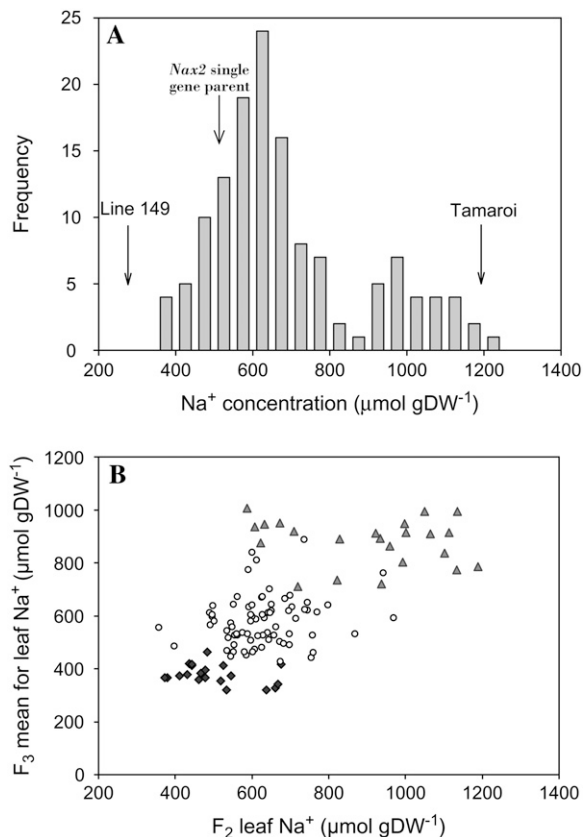 A
25
20
15
10
5
0
Frequency
Nax2 single
gene parent
Line 149
Tamaroi
200 400 600 800 1000 1200 1400
Na⁺ concentration (μmol gDW⁻¹)
B
1200
1000
800
600
400
200
0
F₃ mean for leaf Na⁺ (μmol gDW⁻¹)
200 400 600 800 1000 1200 1400
F₂ leaf Na⁺ (μmol gDW⁻¹)